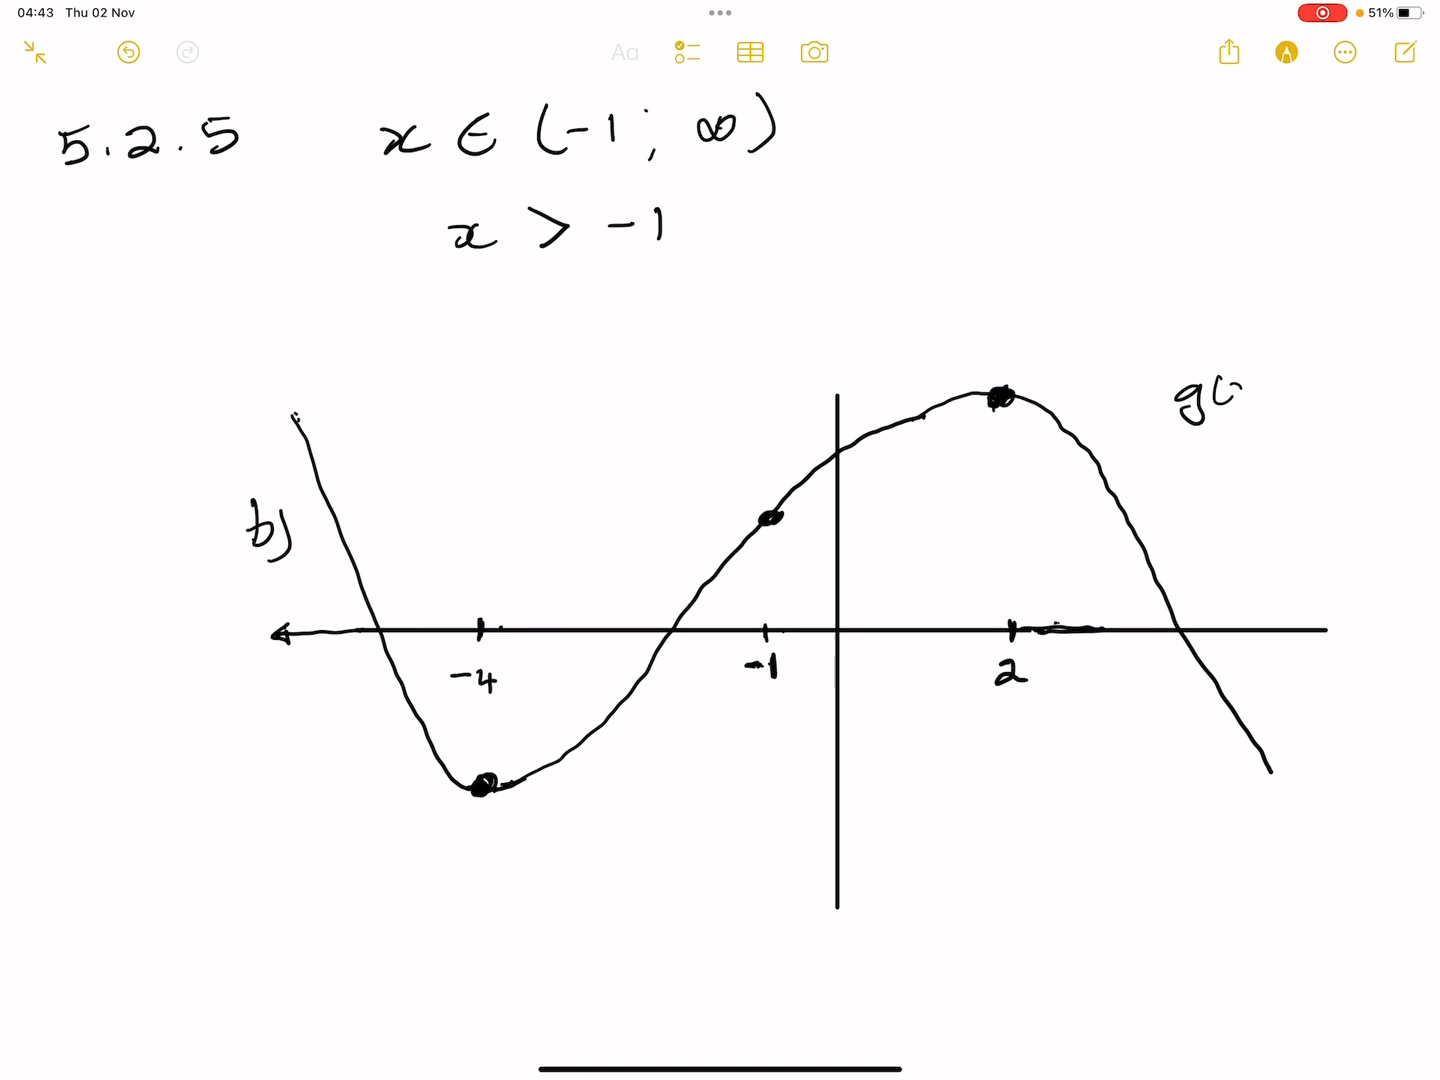 04:43 Thu 02 Nov
51%
Aa
5.2.5 x ∈ (-1 ; ∞)
x > -1
g(
b)
-4 -1 2